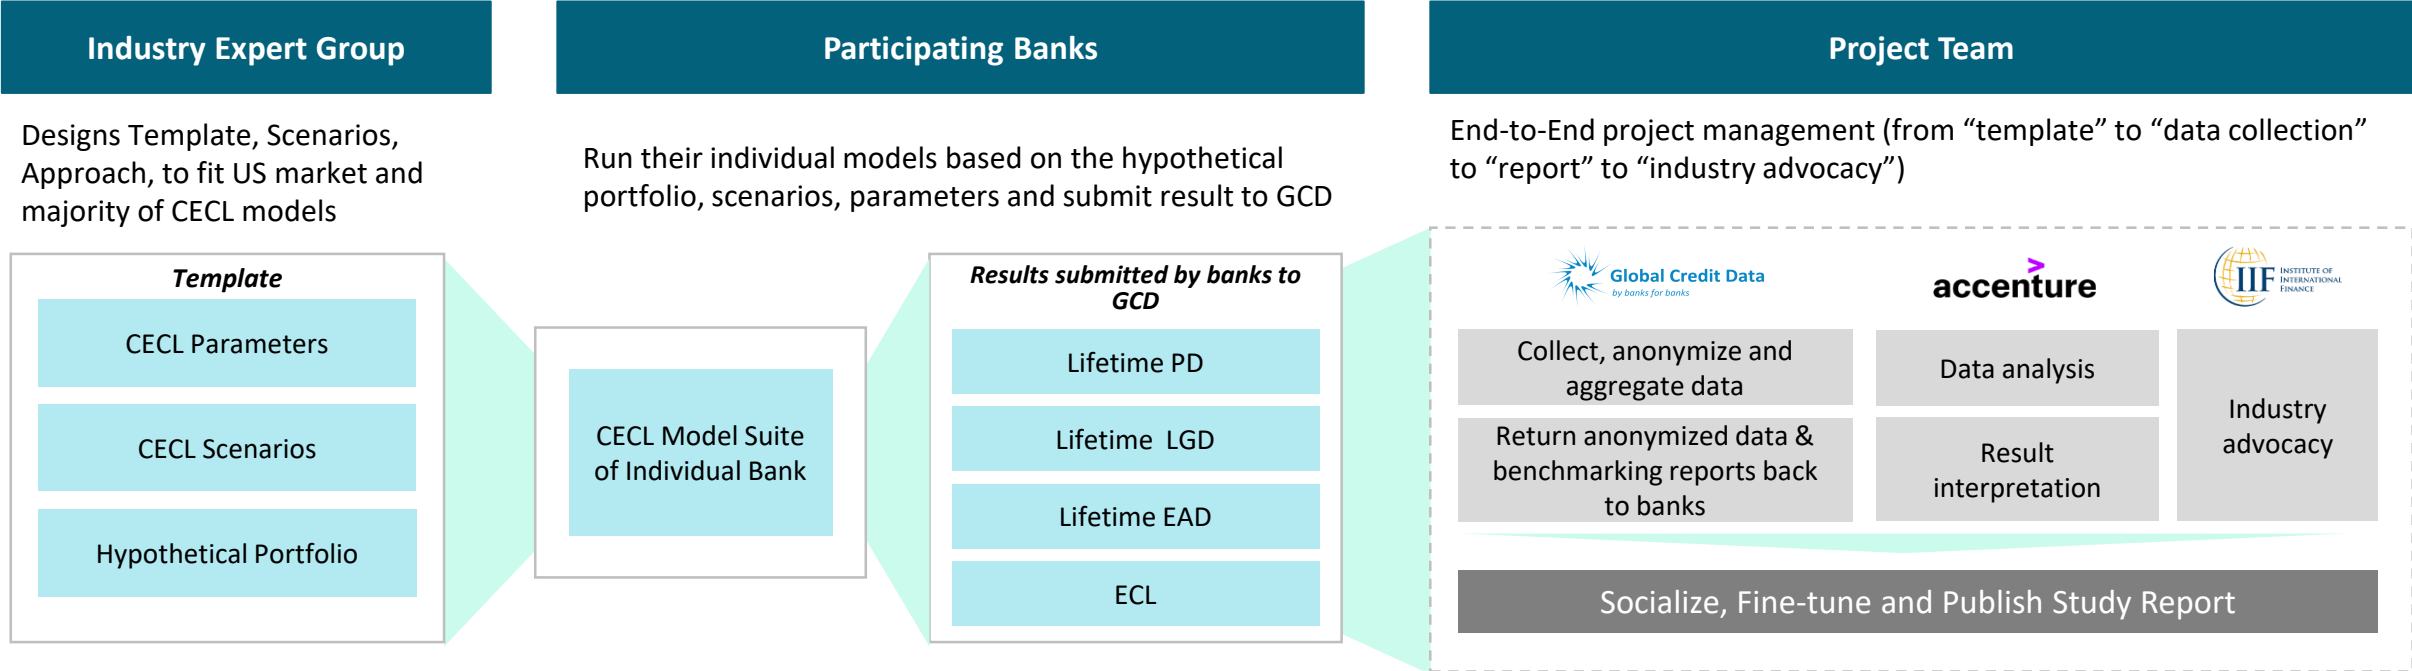 Industry Expert Group
Designs Template, Scenarios,
Approach, to fit US market and
majority of CECL models
Template
CECL Parameters
CECL Scenarios
Hypothetical Portfolio
Participating Banks
Run their individual models based on the hypothetical
portfolio, scenarios, parameters and submit result to GCD
CECL Model Suite
of Individual Bank
Results submitted by banks to
GCD
Lifetime PD
Lifetime  LGD
Lifetime EAD
ECL
Project Team
End-to-End project management (from “template” to “data collection”
to “report” to “industry advocacy”)
Global Credit Data
by banks for banks
Collect, anonymize and
aggregate data
Return anonymized data &
benchmarking reports back
to banks
accenture
Data analysis
Result
interpretation
IIF
INSTITUTE OF
INTERNATIONAL
FINANCE
Industry
advocacy
Socialize, Fine-tune and Publish Study Report